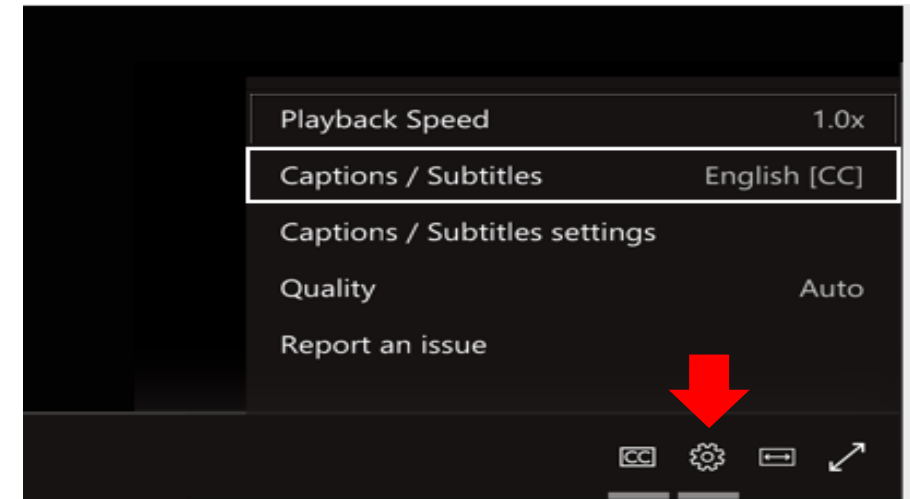 Playback Speed 1.0x
Captions / Subtitles English [CC]
Captions / Subtitles settings
Quality Auto
Report an issue
CC